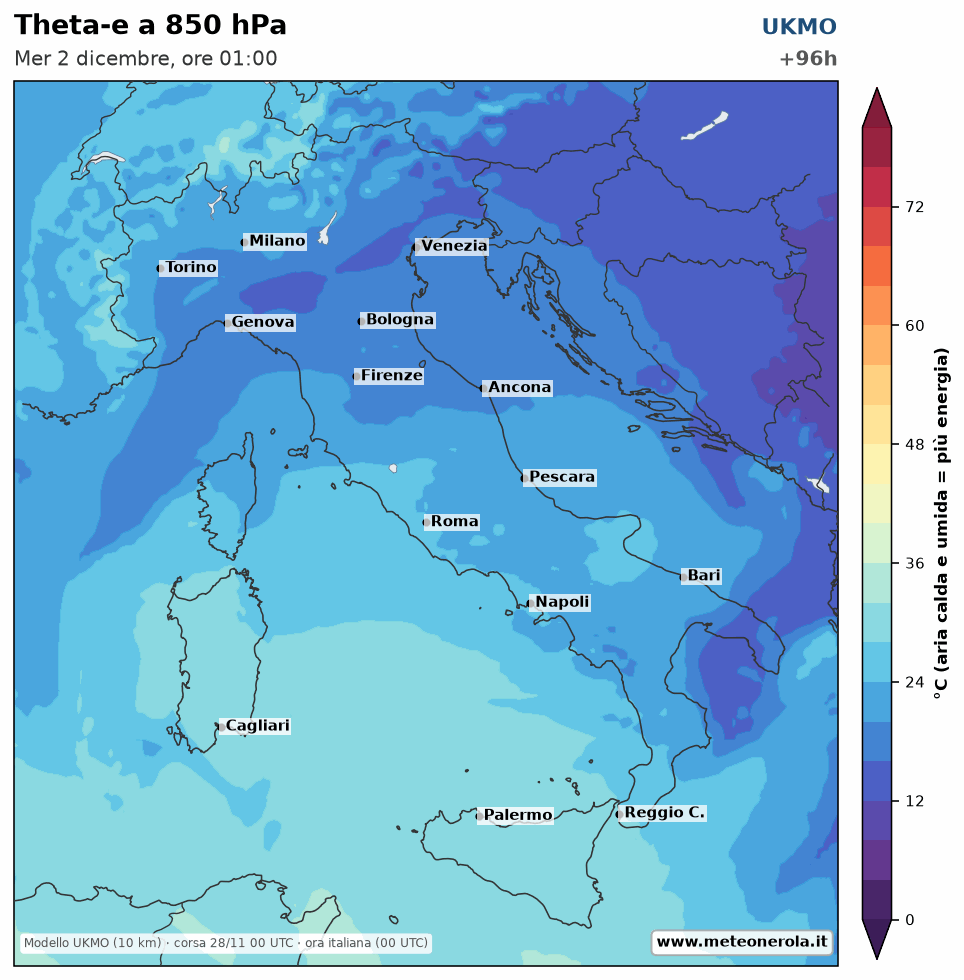 Theta-e a 850 hPa
UKMO
Mer 2 dicembre, ore 01:00
+96h
Milano
Venezia
Torino
Genova
Bologna
Firenze
Ancona
Pescara
Roma
Bari
Napoli
Cagliari
Palermo
Reggio C.
72
60
48
36
24
12
0
°C (aria calda e umida = più energia)
Modello UKMO (10 km) · corsa 28/11 00 UTC · ora italiana (00 UTC)
www.meteonerola.it